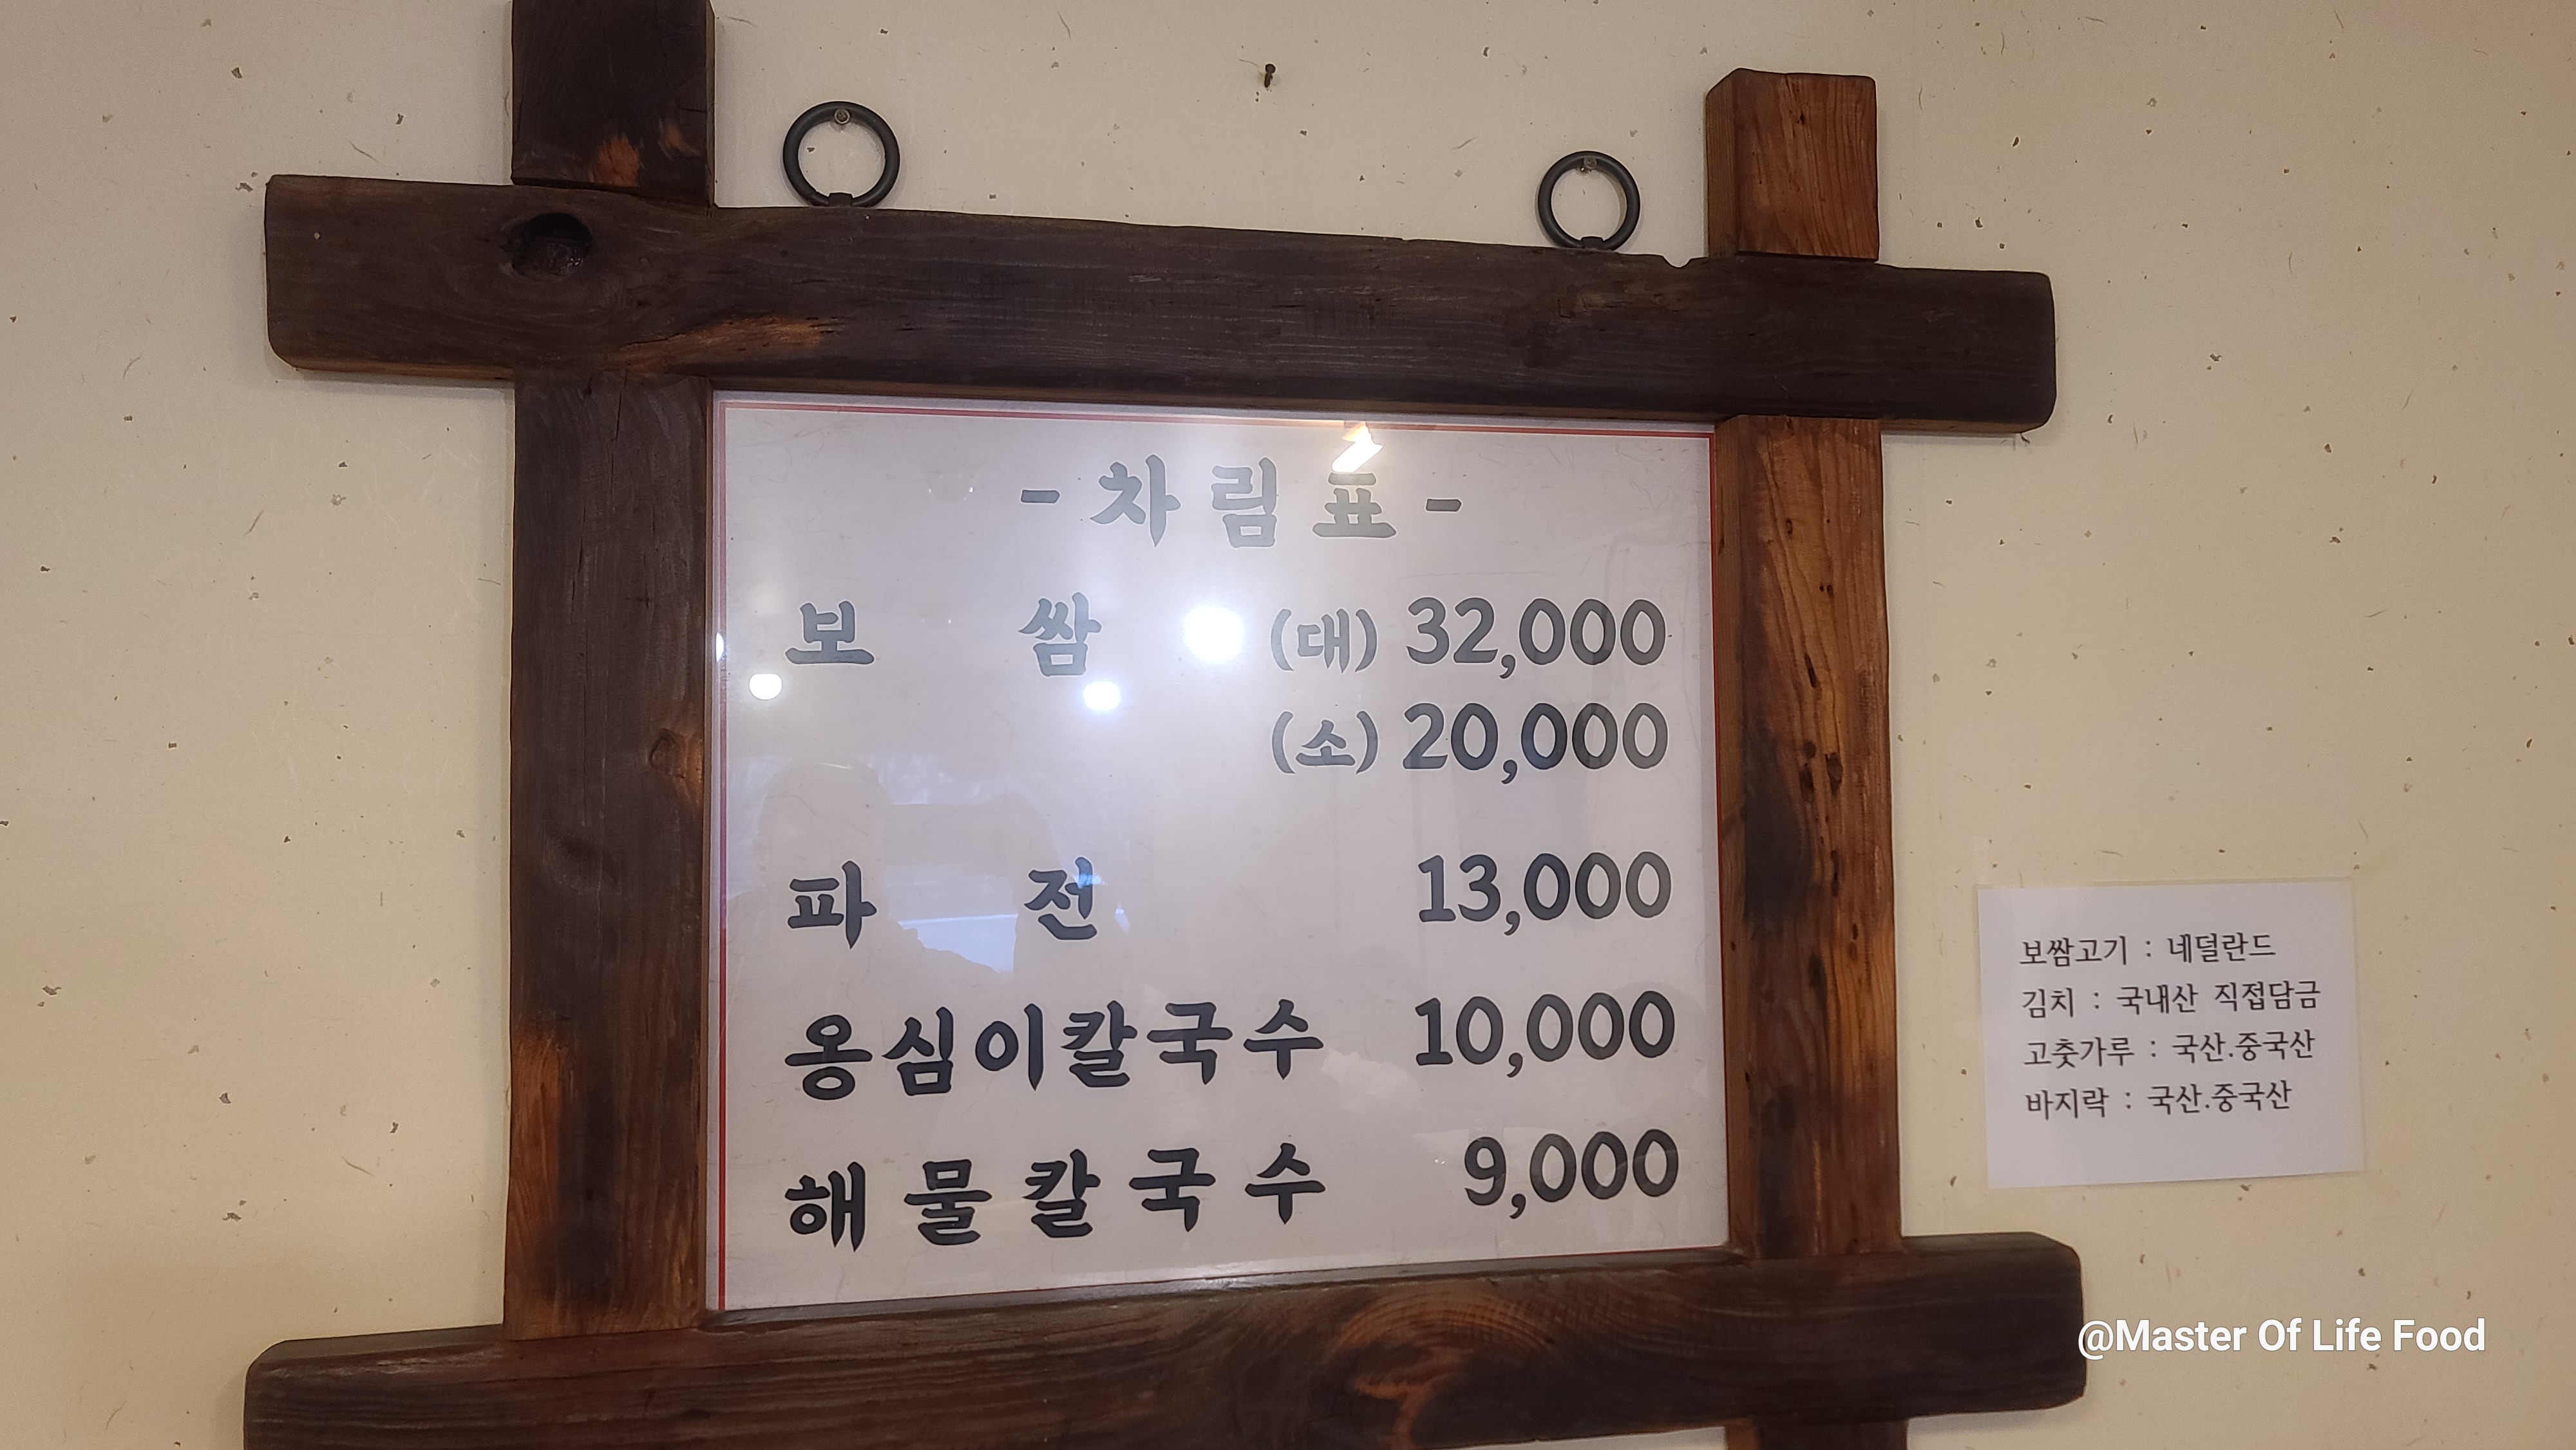 - 차림표 -
보쌈 (대) 32,000
(소) 20,000
파전 13,000
옹심이칼국수 10,000
해물칼국수 9,000
보쌈고기 : 네덜란드
김치 : 국내산 직접담금
고춧가루 : 국산.중국산
바지락 : 국산.중국산
@Master Of Life Food